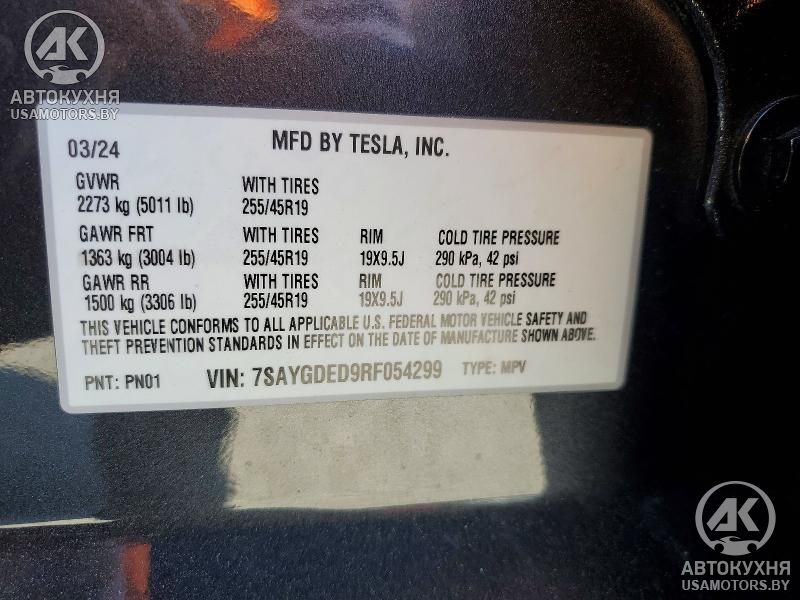 AK
АВТОКУХНЯ
USAMOTORS.BY
03/24 MFD BY TESLA, INC.
GVWR WITH TIRES
2273 kg (5011 lb) 255/45R19
GAWR FRT WITH TIRES RIM COLD TIRE PRESSURE
1363 kg (3004 lb) 255/45R19 19X9.5J 290 kPa, 42 psi
GAWR RR WITH TIRES RIM COLD TIRE PRESSURE
1500 kg (3306 lb) 255/45R19 19X9.5J 290 kPa, 42 psi
THIS VEHICLE CONFORMS TO ALL APPLICABLE U.S. FEDERAL MOTOR VEHICLE SAFETY AND
THEFT PREVENTION STANDARDS IN EFFECT ON THE DATE OF MANUFACTURE SHOWN ABOVE.
PNT: PN01 VIN: 7SAYGDED9RF054299 TYPE: MPV
AK
АВТОКУХНЯ
USAMOTORS.BY